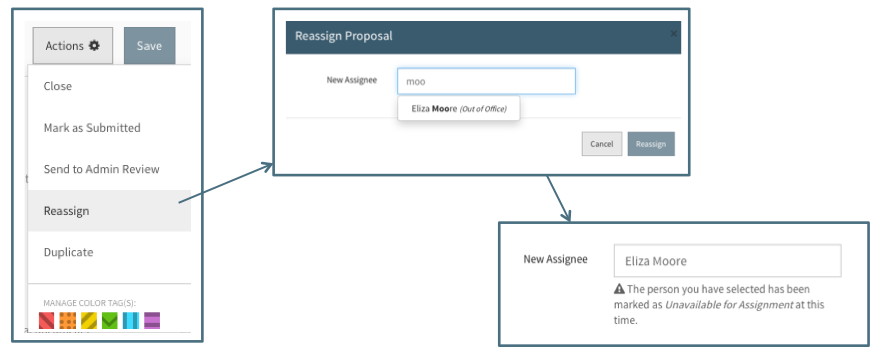 Actions Save
Close
Mark as Submitted
Send to Admin Review
Reassign
Duplicate
MANAGE COLOR TAG(S):
Reassign Proposal ×
New Assignee moo
Eliza Moore (Out of Office)
Cancel Reassign
New Assignee Eliza Moore
The person you have selected has been
marked as Unavailable for Assignment at this
time.